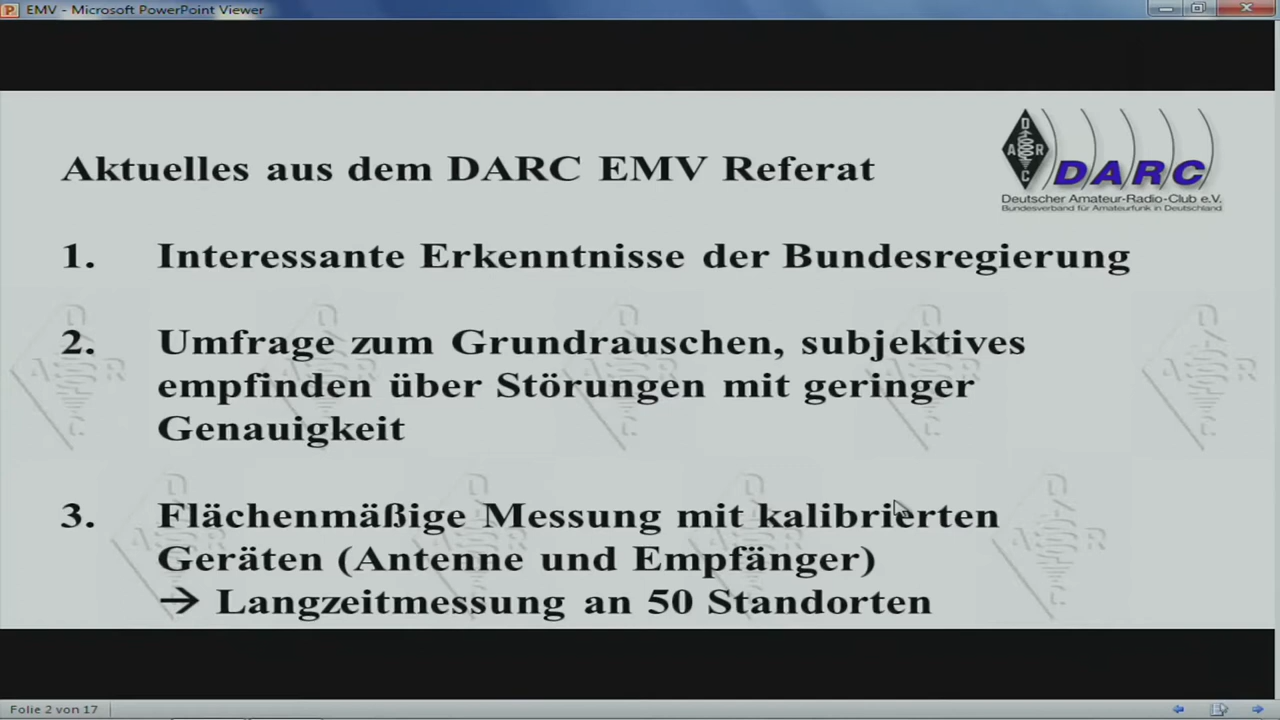 EMV - Microsoft PowerPoint Viewer
Aktuelles aus dem DARC EMV Referat
DARC
DARC
Deutscher Amateur-Radio-Club e.V.
Bundesverband für Amateurfunk in Deutschland
1. Interessante Erkenntnisse der Bundesregierung
2. Umfrage zum Grundrauschen, subjektives
empfinden über Störungen mit geringer
Genauigkeit
3. Flächenmäßige Messung mit kalibrierten
Geräten (Antenne und Empfänger)
→ Langzeitmessung an 50 Standorten
Folie 2 von 17